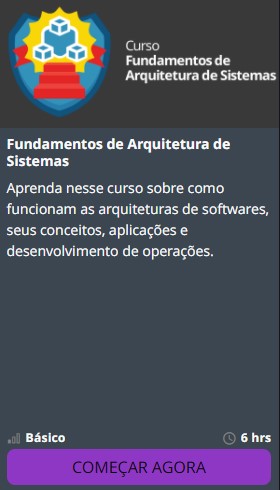 Curso
Fundamentos de
Arquitetura de Sistemas
Fundamentos de Arquitetura de
Sistemas
Aprenda nesse curso sobre como
funcionam as arquiteturas de softwares,
seus conceitos, aplicações e
desenvolvimento de operações.
Básico
6 hrs
COMEÇAR AGORA